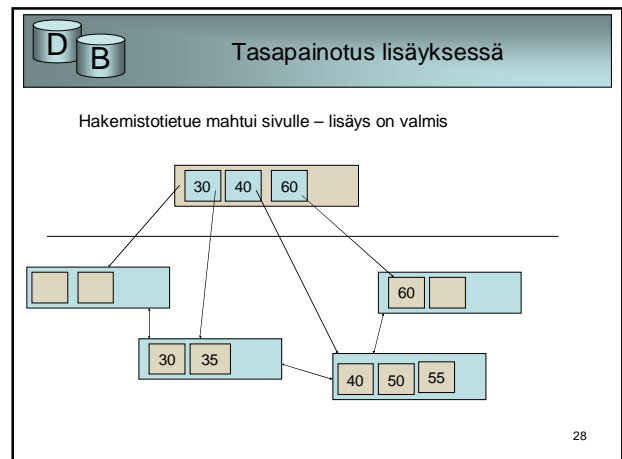 D B
Tasapainotus lisäyksessä
Hakemistotietue mahtui sivulle – lisäys on valmis
30 40 60
60
30 35
40 50 55
28